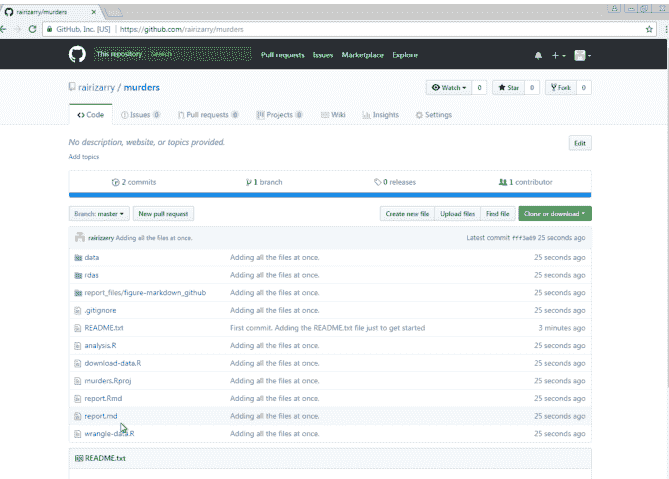 rairizarry/murders
GitHub, Inc. [US] | https://github.com/rairizarry/murders
This repository Search Pull requests Issues Marketplace Explore
rairizarry / murders Watch 0 Star 0 Fork 0
Code Issues 0 Pull requests 0 Projects 0 Wiki Insights Settings
No description, website, or topics provided. Edit
Add topics
2 commits 1 branch 0 releases 1 contributor
Branch: master New pull request Create new file Upload files Find file Clone or download
rairizarry Adding all the files at once. Latest commit 25 seconds ago
data Adding all the files at once. 25 seconds ago
rdas Adding all the files at once. 25 seconds ago
report_files/figure-markdown_github Adding all the files at once. 25 seconds ago
.gitignore Adding all the files at once. 25 seconds ago
README.txt First commit. Adding the README.txt file just to get started 3 minutes ago
analysis.R Adding all the files at once. 25 seconds ago
download-data.R Adding all the files at once. 25 seconds ago
murders.Rproj Adding all the files at once. 25 seconds ago
report.Rmd Adding all the files at once. 25 seconds ago
report.md Adding all the files at once. 25 seconds ago
wrangle-data.R Adding all the files at once. 25 seconds ago
README.txt